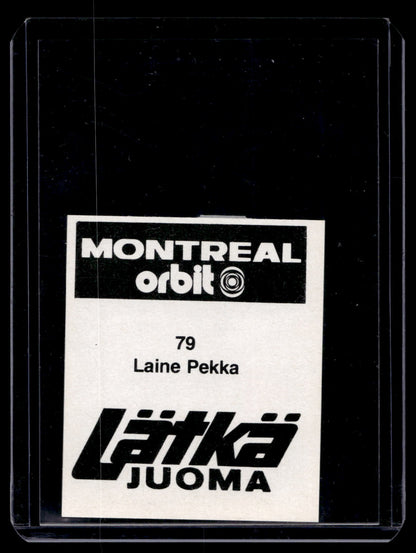 MONTREAL
orbit
79
Laine Pekka
Lätkä
JUOMA